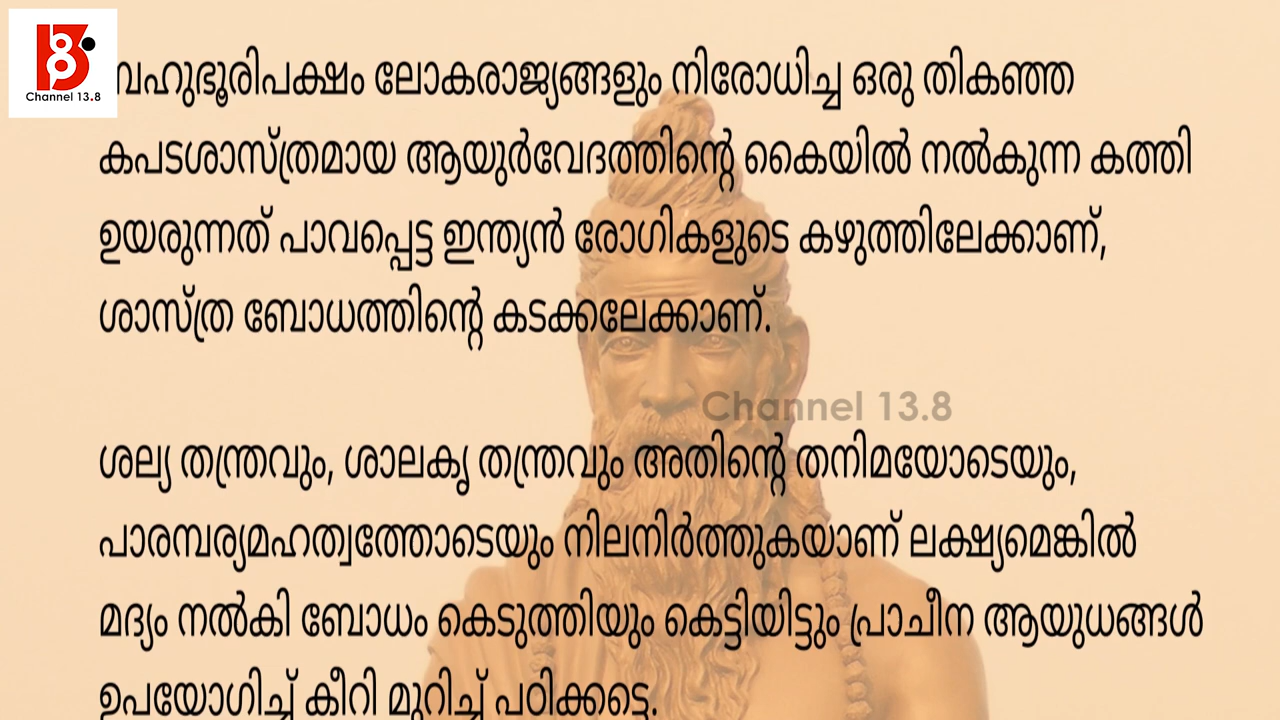 Channel 13.8
ബഹുഭൂരിപക്ഷം ലോകരാജ്യങ്ങളും നിരോധിച്ച ഒരു തികഞ്ഞ
കപടശാസ്ത്രമായ ആയുർവേദത്തിന്റെ കൈയിൽ നൽകുന്ന കത്തി
ഉയരുന്നത് പാവപ്പെട്ട ഇന്ത്യൻ രോഗികളുടെ കഴുത്തിലേക്കാണ്,
ശാസ്ത്ര ബോധത്തിന്റെ കടക്കലേക്കാണ്.
Channel 13.8
ശല്യ തന്ത്രവും, ശാലകൃ തന്ത്രവും അതിന്റെ തനിമയോടെയും,
പാരമ്പര്യമഹത്വത്തോടെയും നിലനിർത്തുകയാണ് ലക്ഷ്യമെങ്കിൽ
മദ്യം നൽകി ബോധം കെടുത്തിയും കെട്ടിയിട്ടും പ്രാചീന ആയുധങ്ങൾ
ഉപയോഗിച്ച് കീറി മുറിച്ച് പഠിക്കട്ടെ.